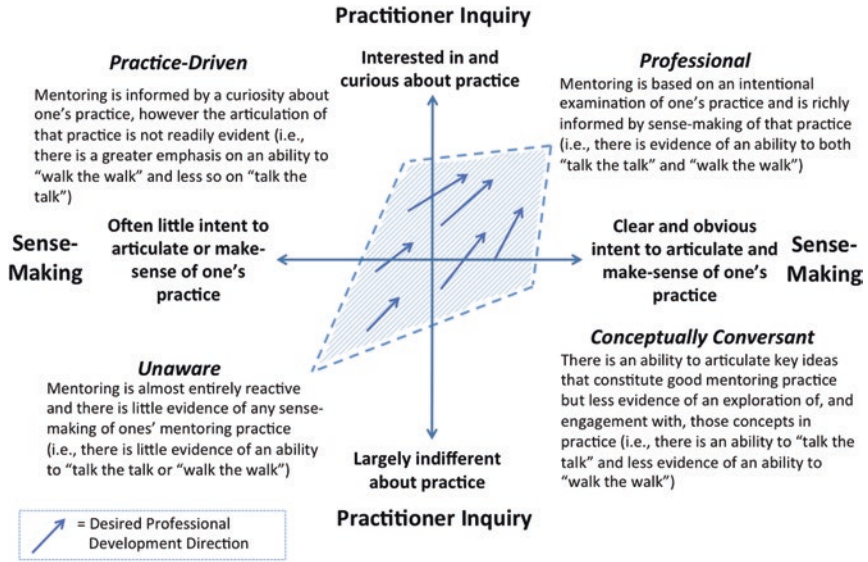 Practitioner Inquiry
Interested in and
curious about practice
Practice-Driven
Mentoring is informed by a curiosity about
one's practice, however the articulation of
that practice is not readily evident (i.e.,
there is a greater emphasis on an ability to
"walk the walk" and less so on "talk the
talk")
Professional
Mentoring is based on an intentional
examination of one's practice and is richly
informed by sense-making of that practice
(i.e., there is evidence of an ability to both
"talk the talk" and "walk the walk")
Sense-
Making
Often little intent to
articulate or make-
sense of one's
practice
Clear and obvious
intent to articulate and
make-sense of one's
practice
Sense-
Making
Unaware
Mentoring is almost entirely reactive
and there is little evidence of any sense-
making of ones' mentoring practice
(i.e., there is little evidence of an ability
to "talk the talk or "walk the walk")
Conceptually Conversant
There is an ability to articulate key ideas
that constitute good mentoring practice
but less evidence of an exploration of, and
engagement with, those concepts in
practice (i.e., there is an ability to "talk the
talk" and less evidence of an ability to
"walk the walk")
Largely indifferent
about practice
Practitioner Inquiry
= Desired Professional
Development Direction